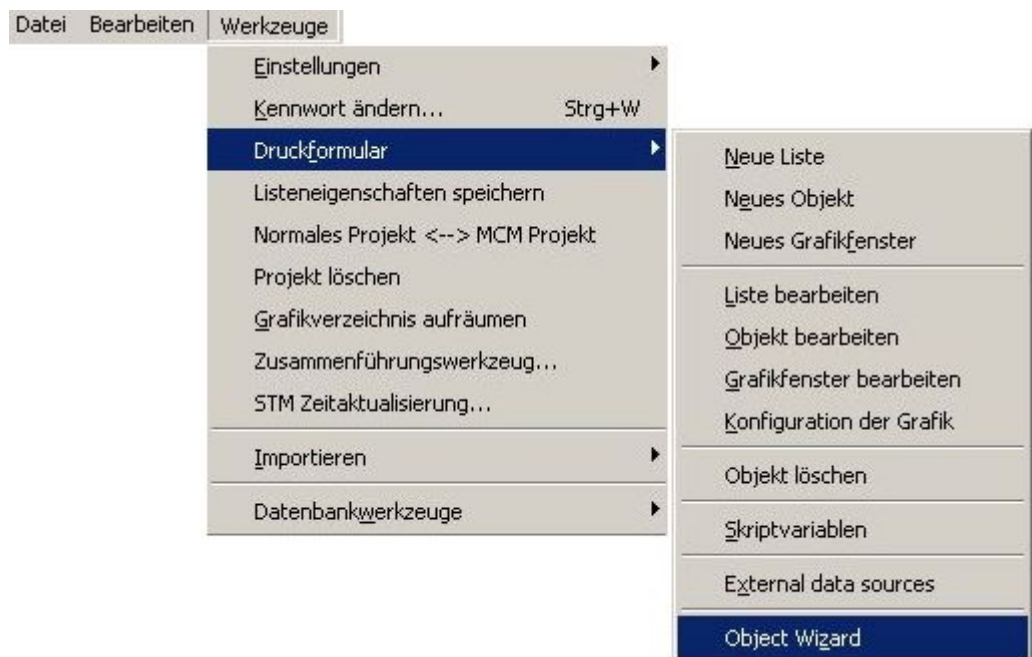 Datei Bearbeiten Werkzeuge
Einstellungen
Kennwort ändern... Strg+W
Druckformular
Listeneigenschaften speichern
Normales Projekt <--> MCM Projekt
Projekt löschen
Grafikverzeichnis aufräumen
Zusammenführungswerkzeug...
STM Zeitaktualisierung...
Importieren
Datenbankwerkzeuge
Neue Liste
Neues Objekt
Neues Grafikfenster
Liste bearbeiten
Objekt bearbeiten
Grafikfenster bearbeiten
Konfiguration der Grafik
Objekt löschen
Skriptvariablen
External data sources
Object Wizard